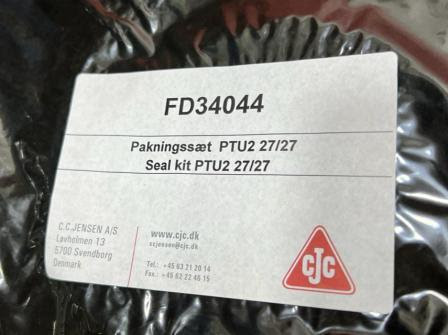 FD34044
Pakningssæt PTU2 27/27
Seal kit PTU2 27/27
C.C.JENSEN A/S
Løvholmen 13
5700 Svendborg
Denmark
www.cjc.dk
ccjensen@cjc.dk
Tel.: +45 63 21 20 14
Fax.: +45 62 22 46 15
CJC